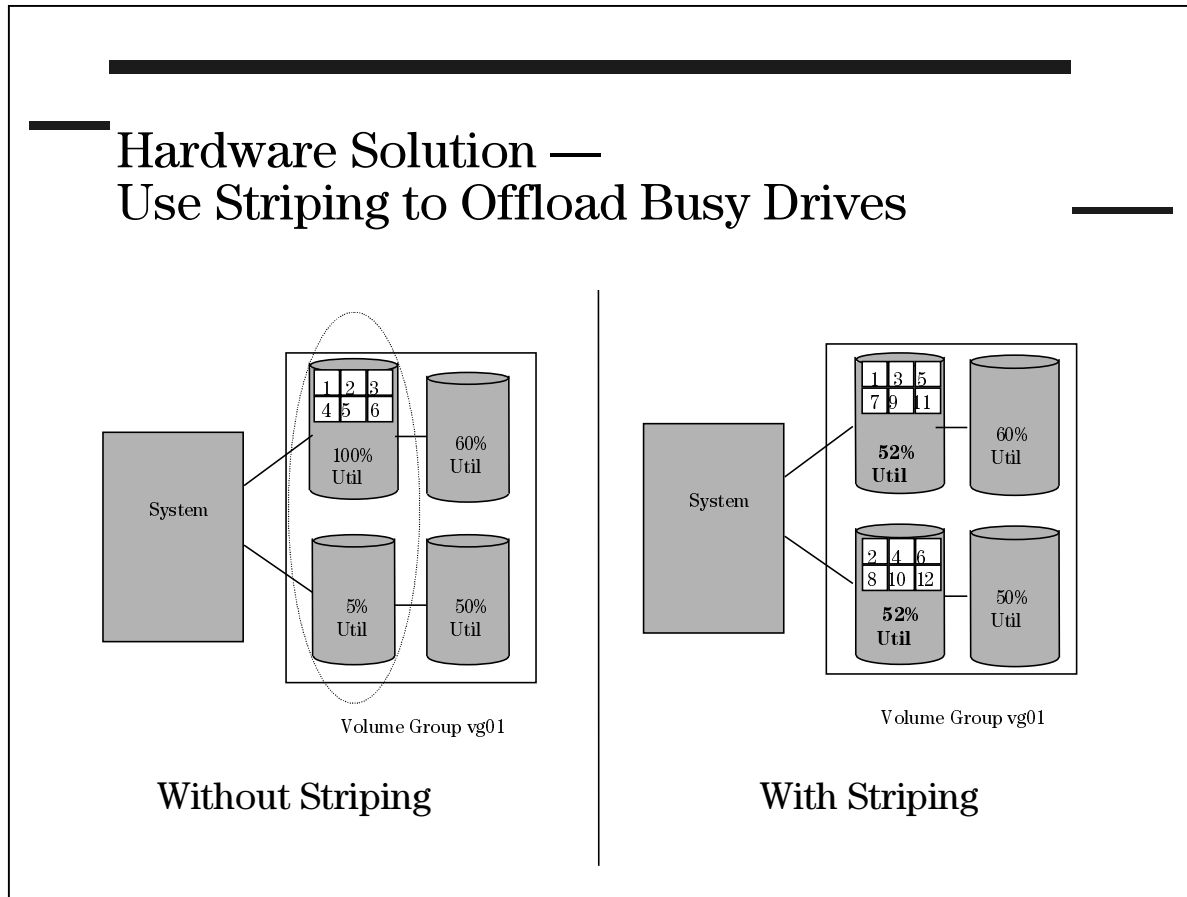 Hardware Solution —
Use Striping to Offload Busy Drives
1 2 3
4 5 6
100%
Util
60%
Util
System
5%
Util
50%
Util
Volume Group vg01
Without Striping
1 3 5
7 9 11
52%
Util
60%
Util
System
2 4 6
8 10 12
52%
Util
50%
Util
Volume Group vg01
With Striping